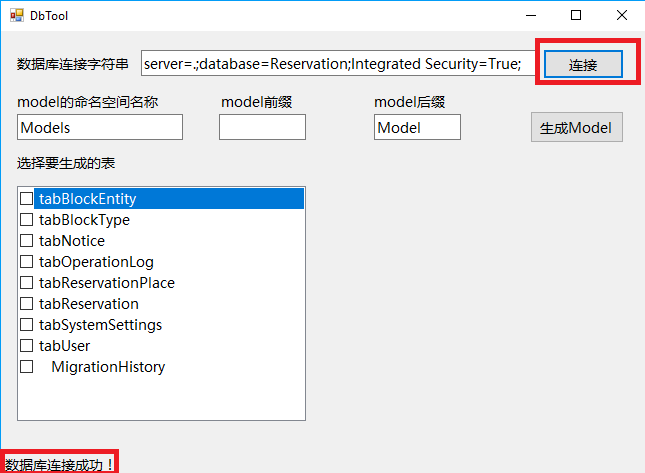 DbTool
数据库连接字符串 server=.;database=Reservation;Integrated Security=True; 连接
model的命名空间名称 model前缀 model后缀
Models Model 生成Model
选择要生成的表
tabBlockEntity
tabBlockType
tabNotice
tabOperationLog
tabReservationPlace
tabReservation
tabSystemSettings
tabUser
MigrationHistory
数据库连接成功！